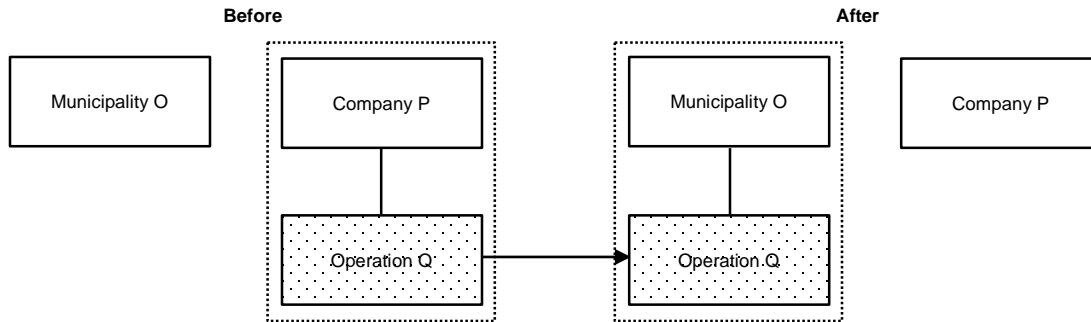 Before
After
Municipality O
Company P
Municipality O
Company P
Operation Q
Operation Q